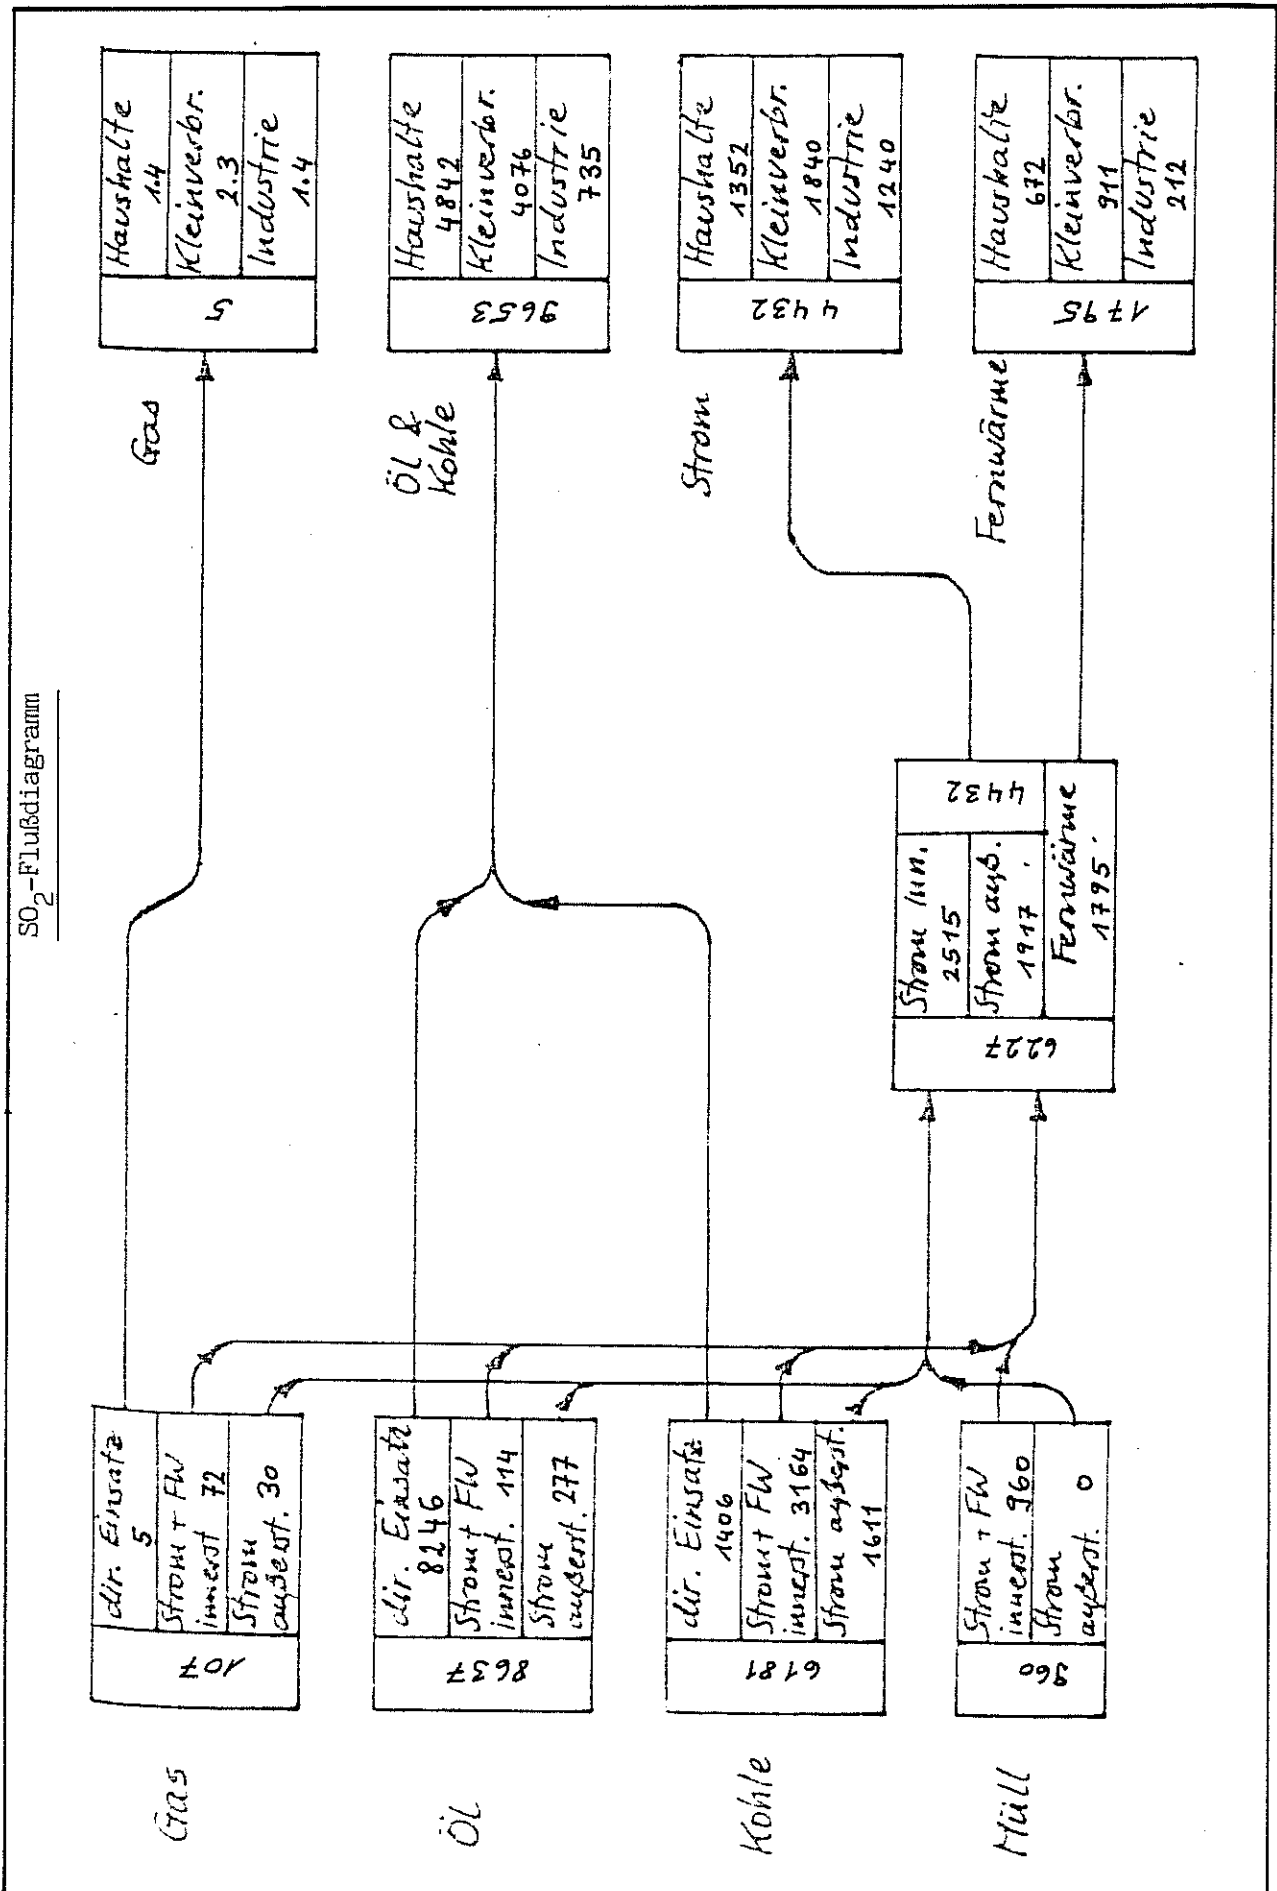 SO2-Flußdiagramm
Gas
107
dir. Einsatz
5
Strom + FW
innerst 72
Strom
außerst. 30
Öl
8637
dir. Einsatz
8246
Strom + FW
innerst. 114
Strom
außerst. 277
Kohle
6181
dir. Einsatz
1406
Strom + FW
innerst. 3164
Strom außerst.
1611
Müll
960
Strom + FW
innerst. 960
Strom
außerst. 0
6227
Strom inn.
2515
Strom auß.
1917
4432
Fernwärme
1795
Gas
5
Haushalte
1.4
Kleinverbr.
2.3
Industrie
1.4
Öl &
Kohle
9653
Haushalte
4842
Kleinverbr.
4076
Industrie
735
Strom
4432
Haushalte
1352
Kleinverbr.
1840
Industrie
1240
Fernwärme
1795
Haushalte
672
Kleinverbr.
911
Industrie
212